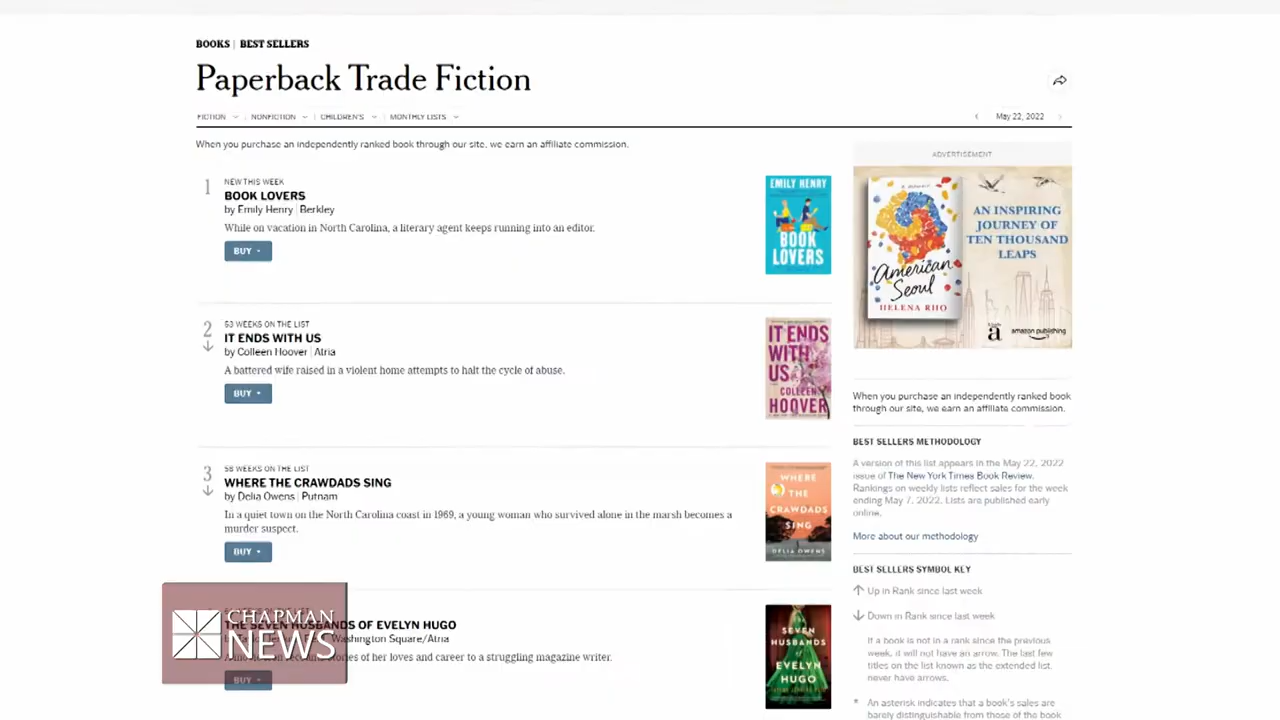 BOOKS | BEST SELLERS
Paperback Trade Fiction
FICTION | NONFICTION | CHILDREN'S | MONTHLY LISTS
May 22, 2022
When you purchase an independently ranked book through our site, we earn an affiliate commission.
1
NEW THIS WEEK
BOOK LOVERS
by Emily Henry | Berkley
While on vacation in North Carolina, a literary agent keeps running into an editor.
BUY
EMILY HENRY
BOOK
LOVERS
2
53 WEEKS ON THE LIST
IT ENDS WITH US
by Colleen Hoover | Atria
A battered wife raised in a violent home attempts to halt the cycle of abuse.
BUY
IT ENDS
WITH
US
COLLEEN
HOOVER
3
58 WEEKS ON THE LIST
WHERE THE CRAWDADS SING
by Delia Owens | Putnam
In a quiet town on the North Carolina coast in 1969, a young woman who survived alone in the marsh becomes a
murder suspect.
BUY
WHERE
THE
CRAWDADS
SING
DELIA OWENS
THE SEVEN HUSBANDS OF EVELYN HUGO
Washington Square/Atria
of her loves and career to a struggling magazine writer.
BUY
SEVEN
HUSBANDS
OF
EVELYN
HUGO
CHAPMAN
NEWS
ADVERTISEMENT
American
Seoul
HELENA RHO
AN INSPIRING
JOURNEY OF
TEN THOUSAND
LEAPS
a
amazon publishing
When you purchase an independently ranked book
through our site, we earn an affiliate commission.
BEST SELLERS METHODOLOGY
A version of this list appears in the May 22, 2022
issue of The New York Times Book Review.
Rankings on weekly lists reflect sales for the week
ending May 7, 2022. Lists are published early
online.
More about our methodology
BEST SELLERS SYMBOL KEY
Up in Rank since last week
Down in Rank since last week
If a book is not in a rank since the previous
week, it will not have an arrow. The last few
titles on the list known as the extended list,
never have arrows.
* An asterisk indicates that a book's sales are
barely distinguishable from those of the book